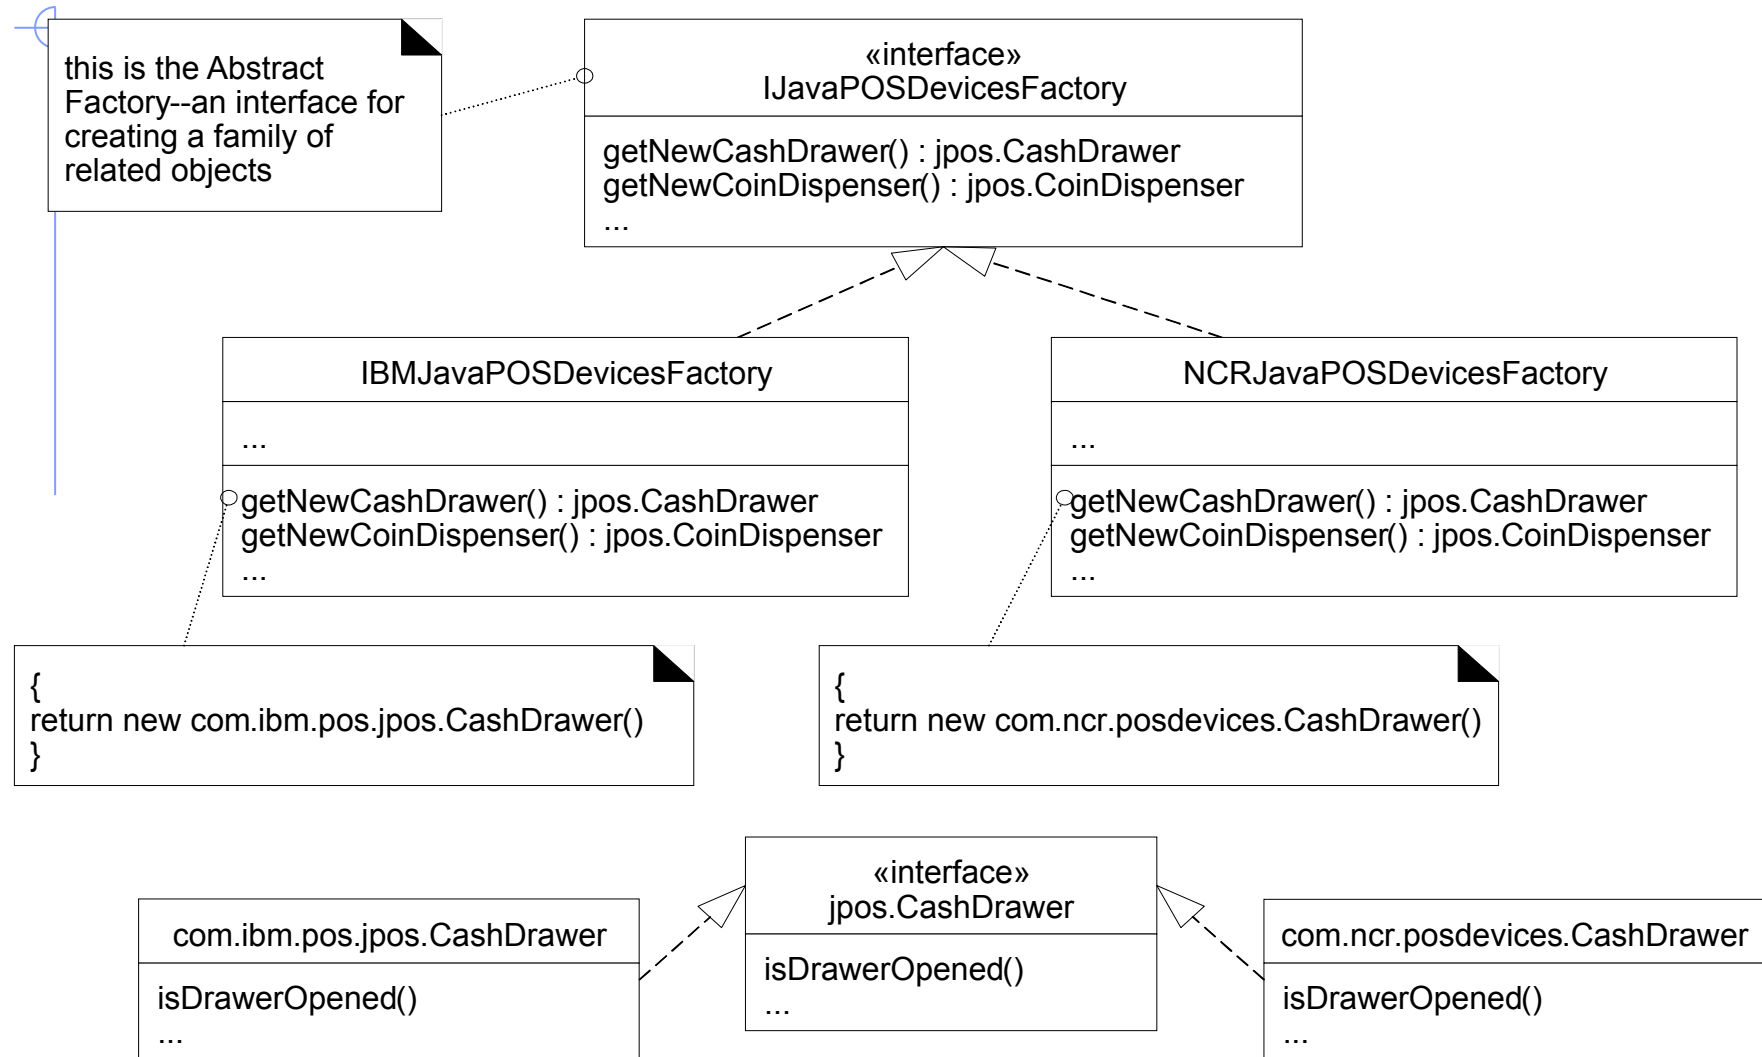 this is the Abstract
Factory--an interface for
creating a family of
related objects
«interface»
IJavaPOSDevicesFactory
getNewCashDrawer() : jpos.CashDrawer
getNewCoinDispenser() : jpos.CoinDispenser
...
IBMJavaPOSDevicesFactory
...
getNewCashDrawer() : jpos.CashDrawer
getNewCoinDispenser() : jpos.CoinDispenser
...
NCRJavaPOSDevicesFactory
...
getNewCashDrawer() : jpos.CashDrawer
getNewCoinDispenser() : jpos.CoinDispenser
...
{
return new com.ibm.pos.jpos.CashDrawer()
}
{
return new com.ncr.posdevices.CashDrawer()
}
com.ibm.pos.jpos.CashDrawer
isDrawerOpened()
...
«interface»
jpos.CashDrawer
isDrawerOpened()
...
com.ncr.posdevices.CashDrawer
isDrawerOpened()
...